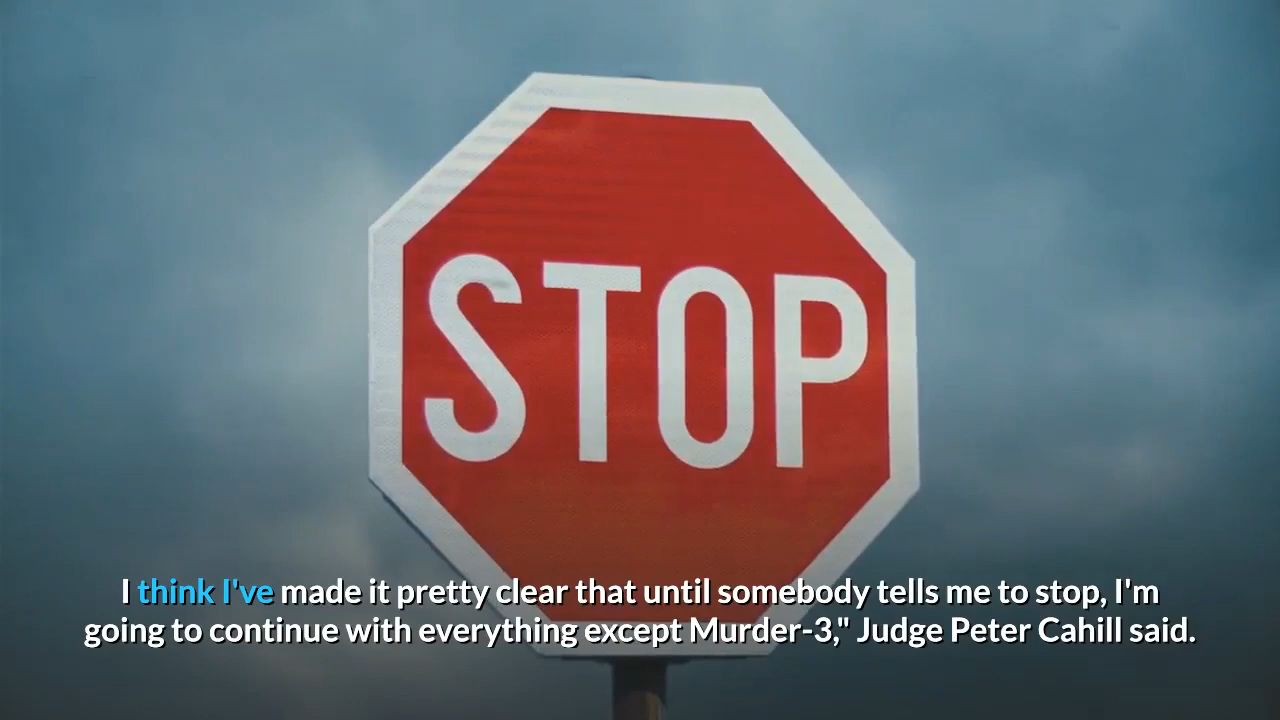 STOP
I think I've made it pretty clear that until somebody tells me to stop, I'm
going to continue with everything except Murder-3," Judge Peter Cahill said.